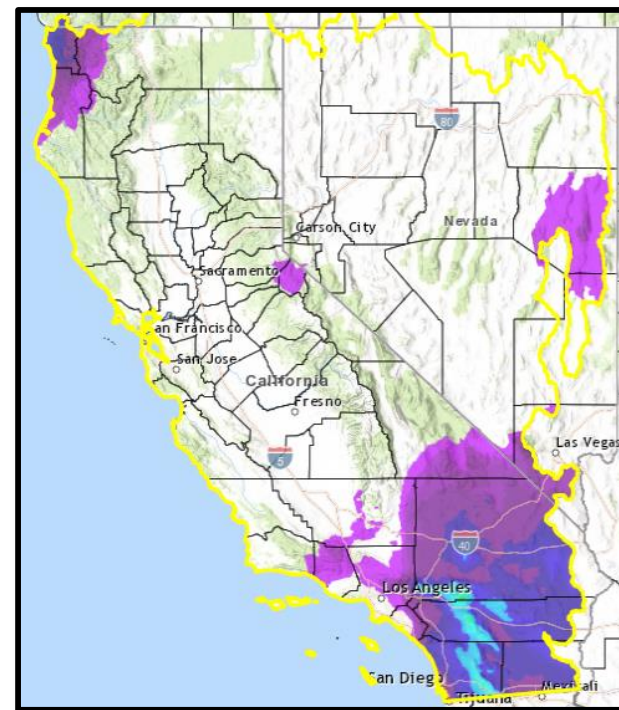 80
Carson City
Nevada
Sacramento
an Francisco
San Jose
California
Fresno
5
Las Vegas
40
Los Angeles
San Diego
Tijuana
Mexicali